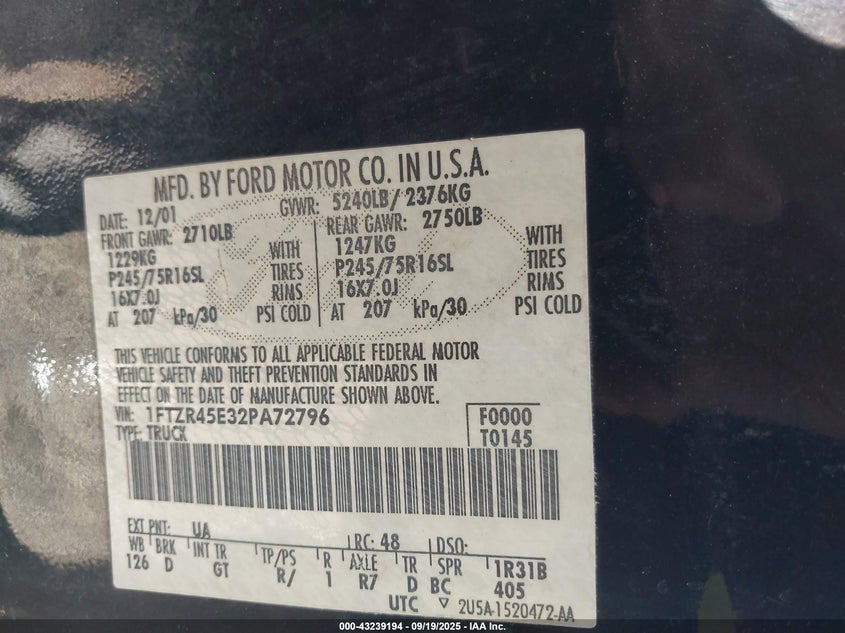 MFD. BY FORD MOTOR CO. IN U.S.A.
DATE: 12/01 GVWR: 5240LB/ 2376KG
FRONT GAWR: 2710LB REAR GAWR: 2750LB
1229KG WITH 1247KG WITH
P245/75R16SL TIRES P245/75R16SL TIRES
16X7.0J RIMS 16X7.0J RIMS
AT 207 kPa/30 PSI COLD AT 207 kPa/30 PSI COLD
THIS VEHICLE CONFORMS TO ALL APPLICABLE FEDERAL MOTOR
VEHICLE SAFETY AND THEFT PREVENTION STANDARDS IN
EFFECT ON THE DATE OF MANUFACTURE SHOWN ABOVE.
VIN: 1FTZR45E32PA72796 F0000
TYPE: TRUCK T0145
EXT PNT: UA RC: 48 DSO:
WB BRK INT TR TP/PS R AXLE TR SPR 1R31B
126 D GT R/ 1 R7 D BC 405
UTC ▽ 2U5A-1520472-AA
000-43239194 - 09/19/2025 - IAA Inc.